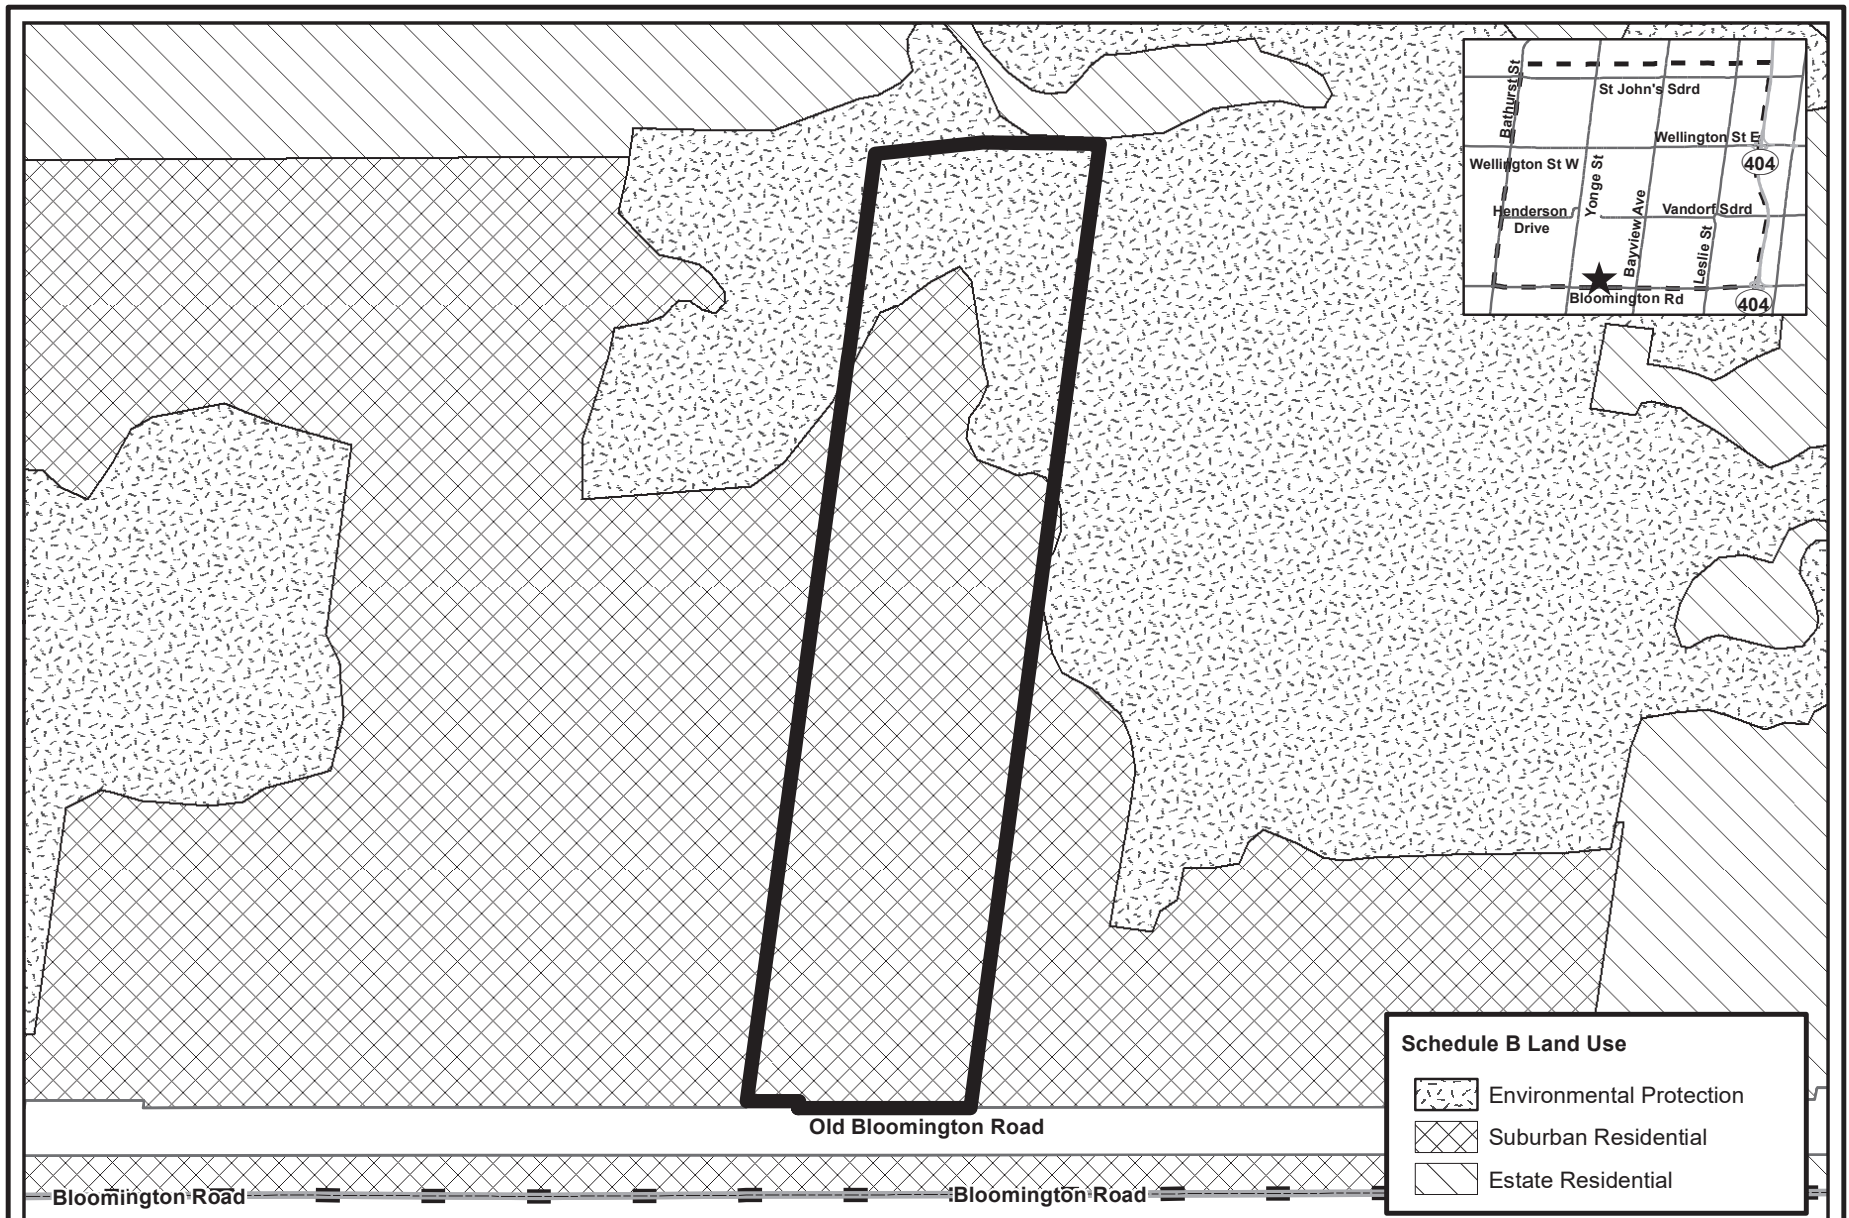 Bathurst St
St John's Sdrd
Wellington St E
404
Wellington St W
Yonge St
Henderson
Drive
Bayview Ave
Vandorf Sdrd
Leslie St
Bloomington Rd
404
Schedule B Land Use
Environmental Protection
Suburban Residential
Estate Residential
Old Bloomington Road
Bloomington Road
Bloomington Road